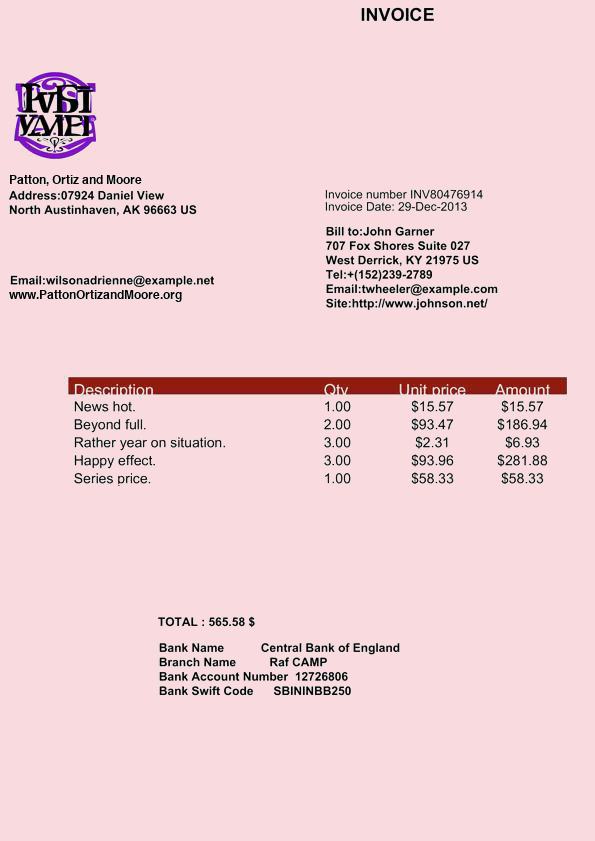 INVOICE
Patton, Ortiz and Moore
Address:07924 Daniel View
North Austinhaven, AK 96663 US
Invoice number INV80476914
Invoice Date: 29-Dec-2013
Bill to:John Garner
707 Fox Shores Suite 027
West Derrick, KY 21975 US
Tel:+(152)239-2789
Email:twheeler@example.com
Site:http://www.johnson.net/
Email:wilsonadrienne@example.net
www.PattonOrtizandMoore.org
Description Qty Unit price Amount
News hot. 1.00 $15.57 $15.57
Beyond full. 2.00 $93.47 $186.94
Rather year on situation. 3.00 $2.31 $6.93
Happy effect. 3.00 $93.96 $281.88
Series price. 1.00 $58.33 $58.33
TOTAL : 565.58 $
Bank Name Central Bank of England
Branch Name Raf CAMP
Bank Account Number 12726806
Bank Swift Code SBININBB250